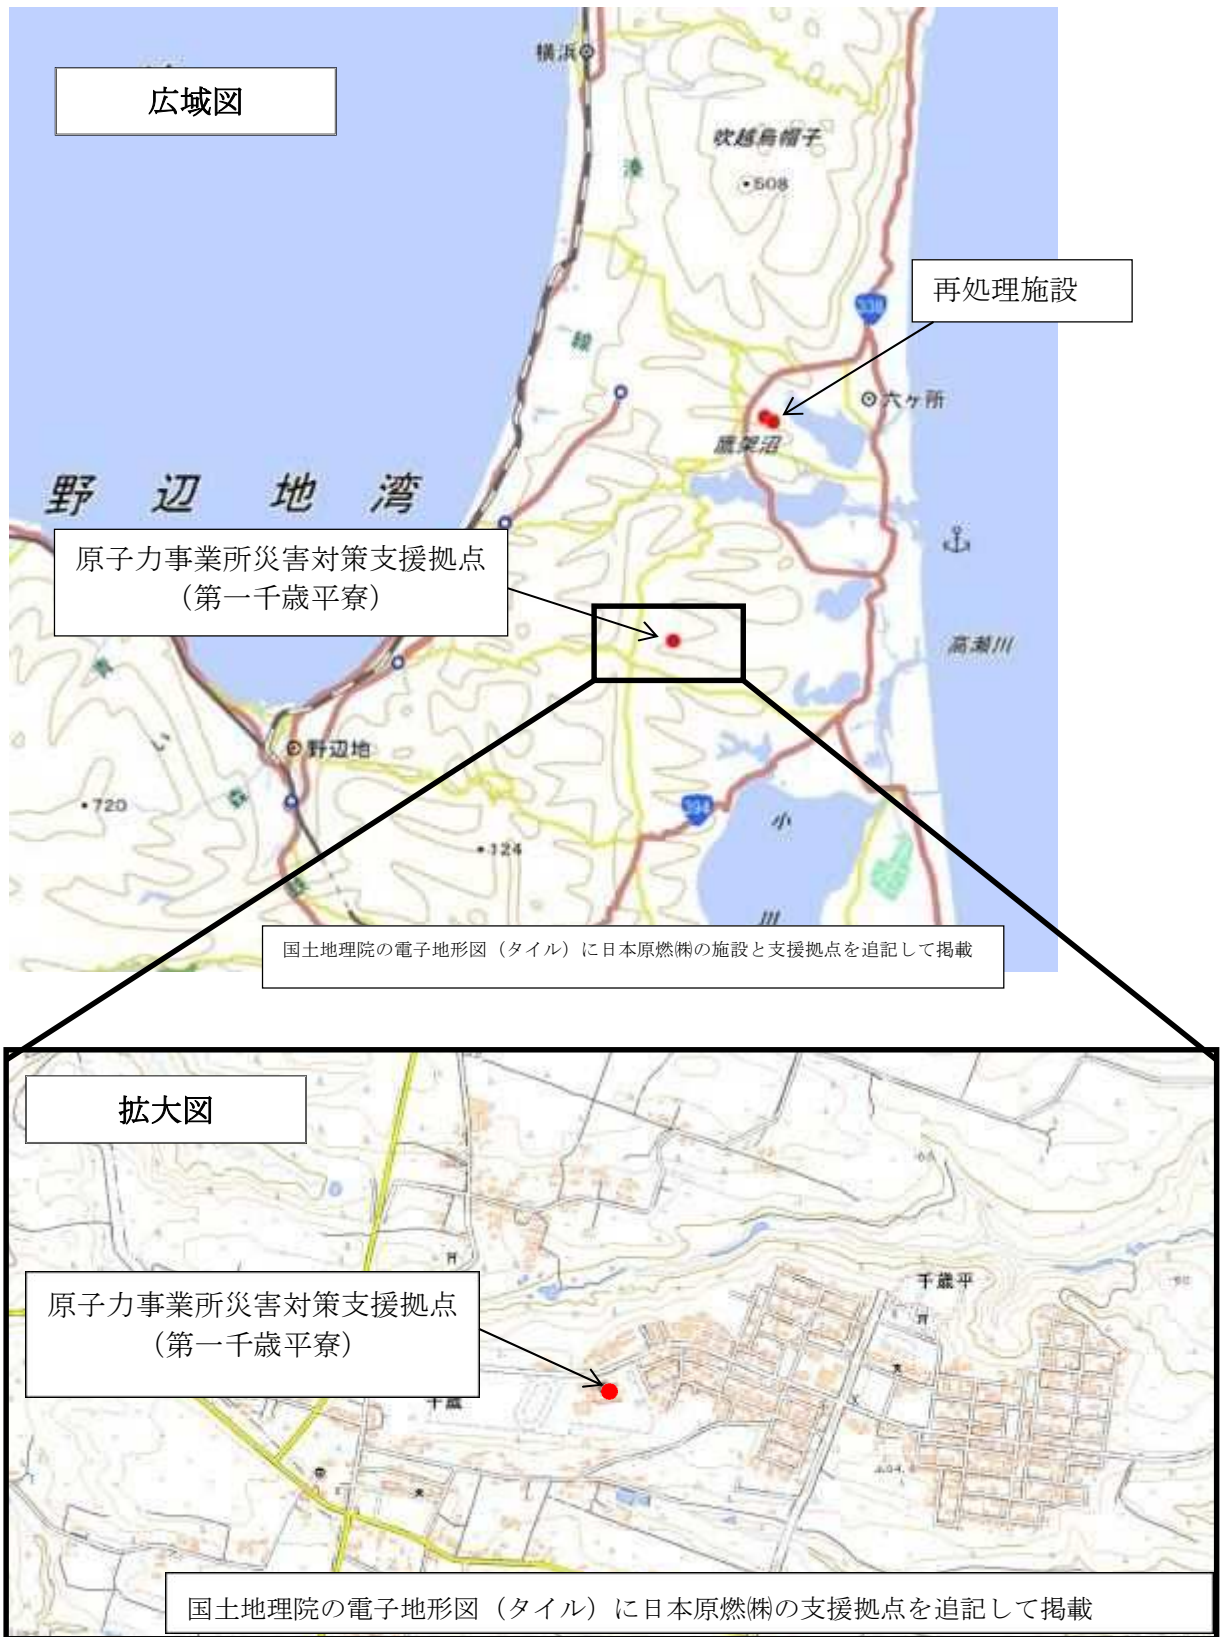 広域図
横浜
吹越烏帽子
508
湊
再処理施設
338
線
六ヶ所
鷹架沼
野辺地湾
原子力事業所災害対策支援拠点
（第一千歳平寮）
高瀬川
青
い
森
鉄
野辺地
720
394
小
川
124
国土地理院の電子地形図（タイル）に日本原燃㈱の施設と支援拠点を追記して掲載
拡大図
千歳平
原子力事業所災害対策支援拠点
（第一千歳平寮）
千歳
国土地理院の電子地形図（タイル）に日本原燃㈱の支援拠点を追記して掲載